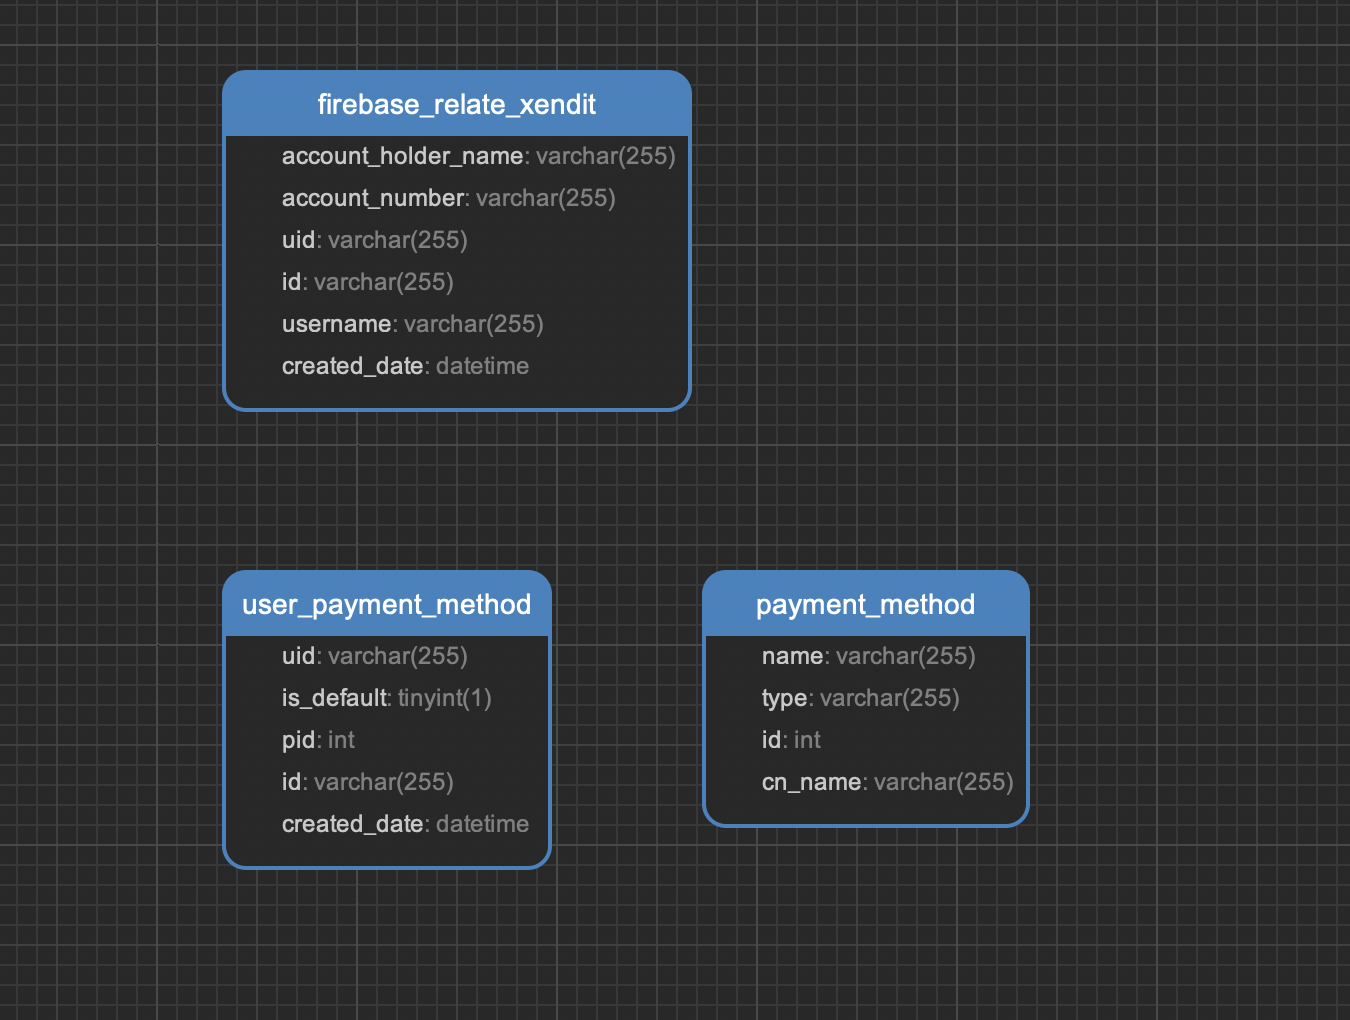 firebase_relate_xendit
account_holder_name: varchar(255)
account_number: varchar(255)
uid: varchar(255)
id: varchar(255)
username: varchar(255)
created_date: datetime
user_payment_method
uid: varchar(255)
is_default: tinyint(1)
pid: int
id: varchar(255)
created_date: datetime
payment_method
name: varchar(255)
type: varchar(255)
id: int
cn_name: varchar(255)